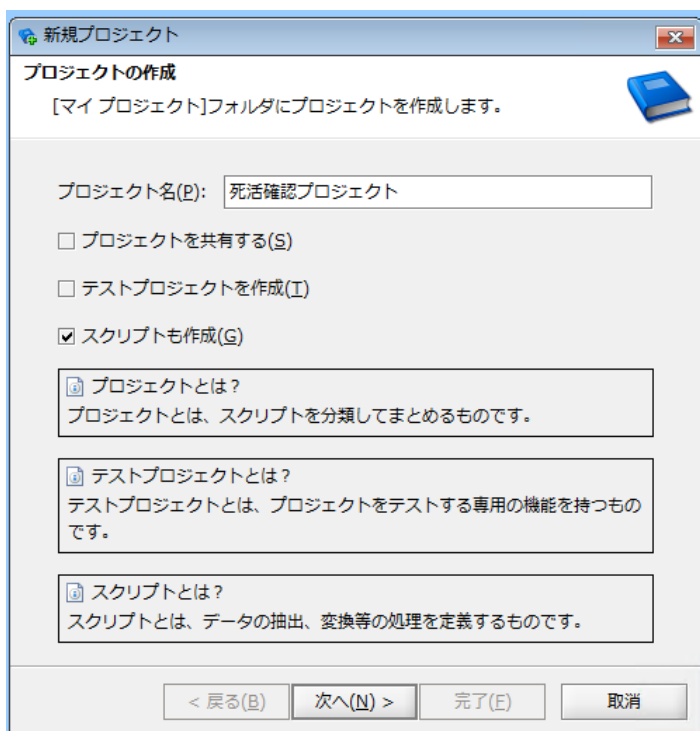 新規プロジェクト
プロジェクトの作成
[マイ プロジェクト]フォルダにプロジェクトを作成します。
プロジェクト名(P): 死活確認プロジェクト
プロジェクトを共有する(S)
テストプロジェクトを作成(T)
スクリプトも作成(G)
プロジェクトとは？
プロジェクトとは、スクリプトを分類してまとめるものです。
テストプロジェクトとは？
テストプロジェクトとは、プロジェクトをテストする専用の機能を持つもの
です。
スクリプトとは？
スクリプトとは、データの抽出、変換等の処理を定義するものです。
< 戻る(B) 次へ(N) > 完了(F) 取消